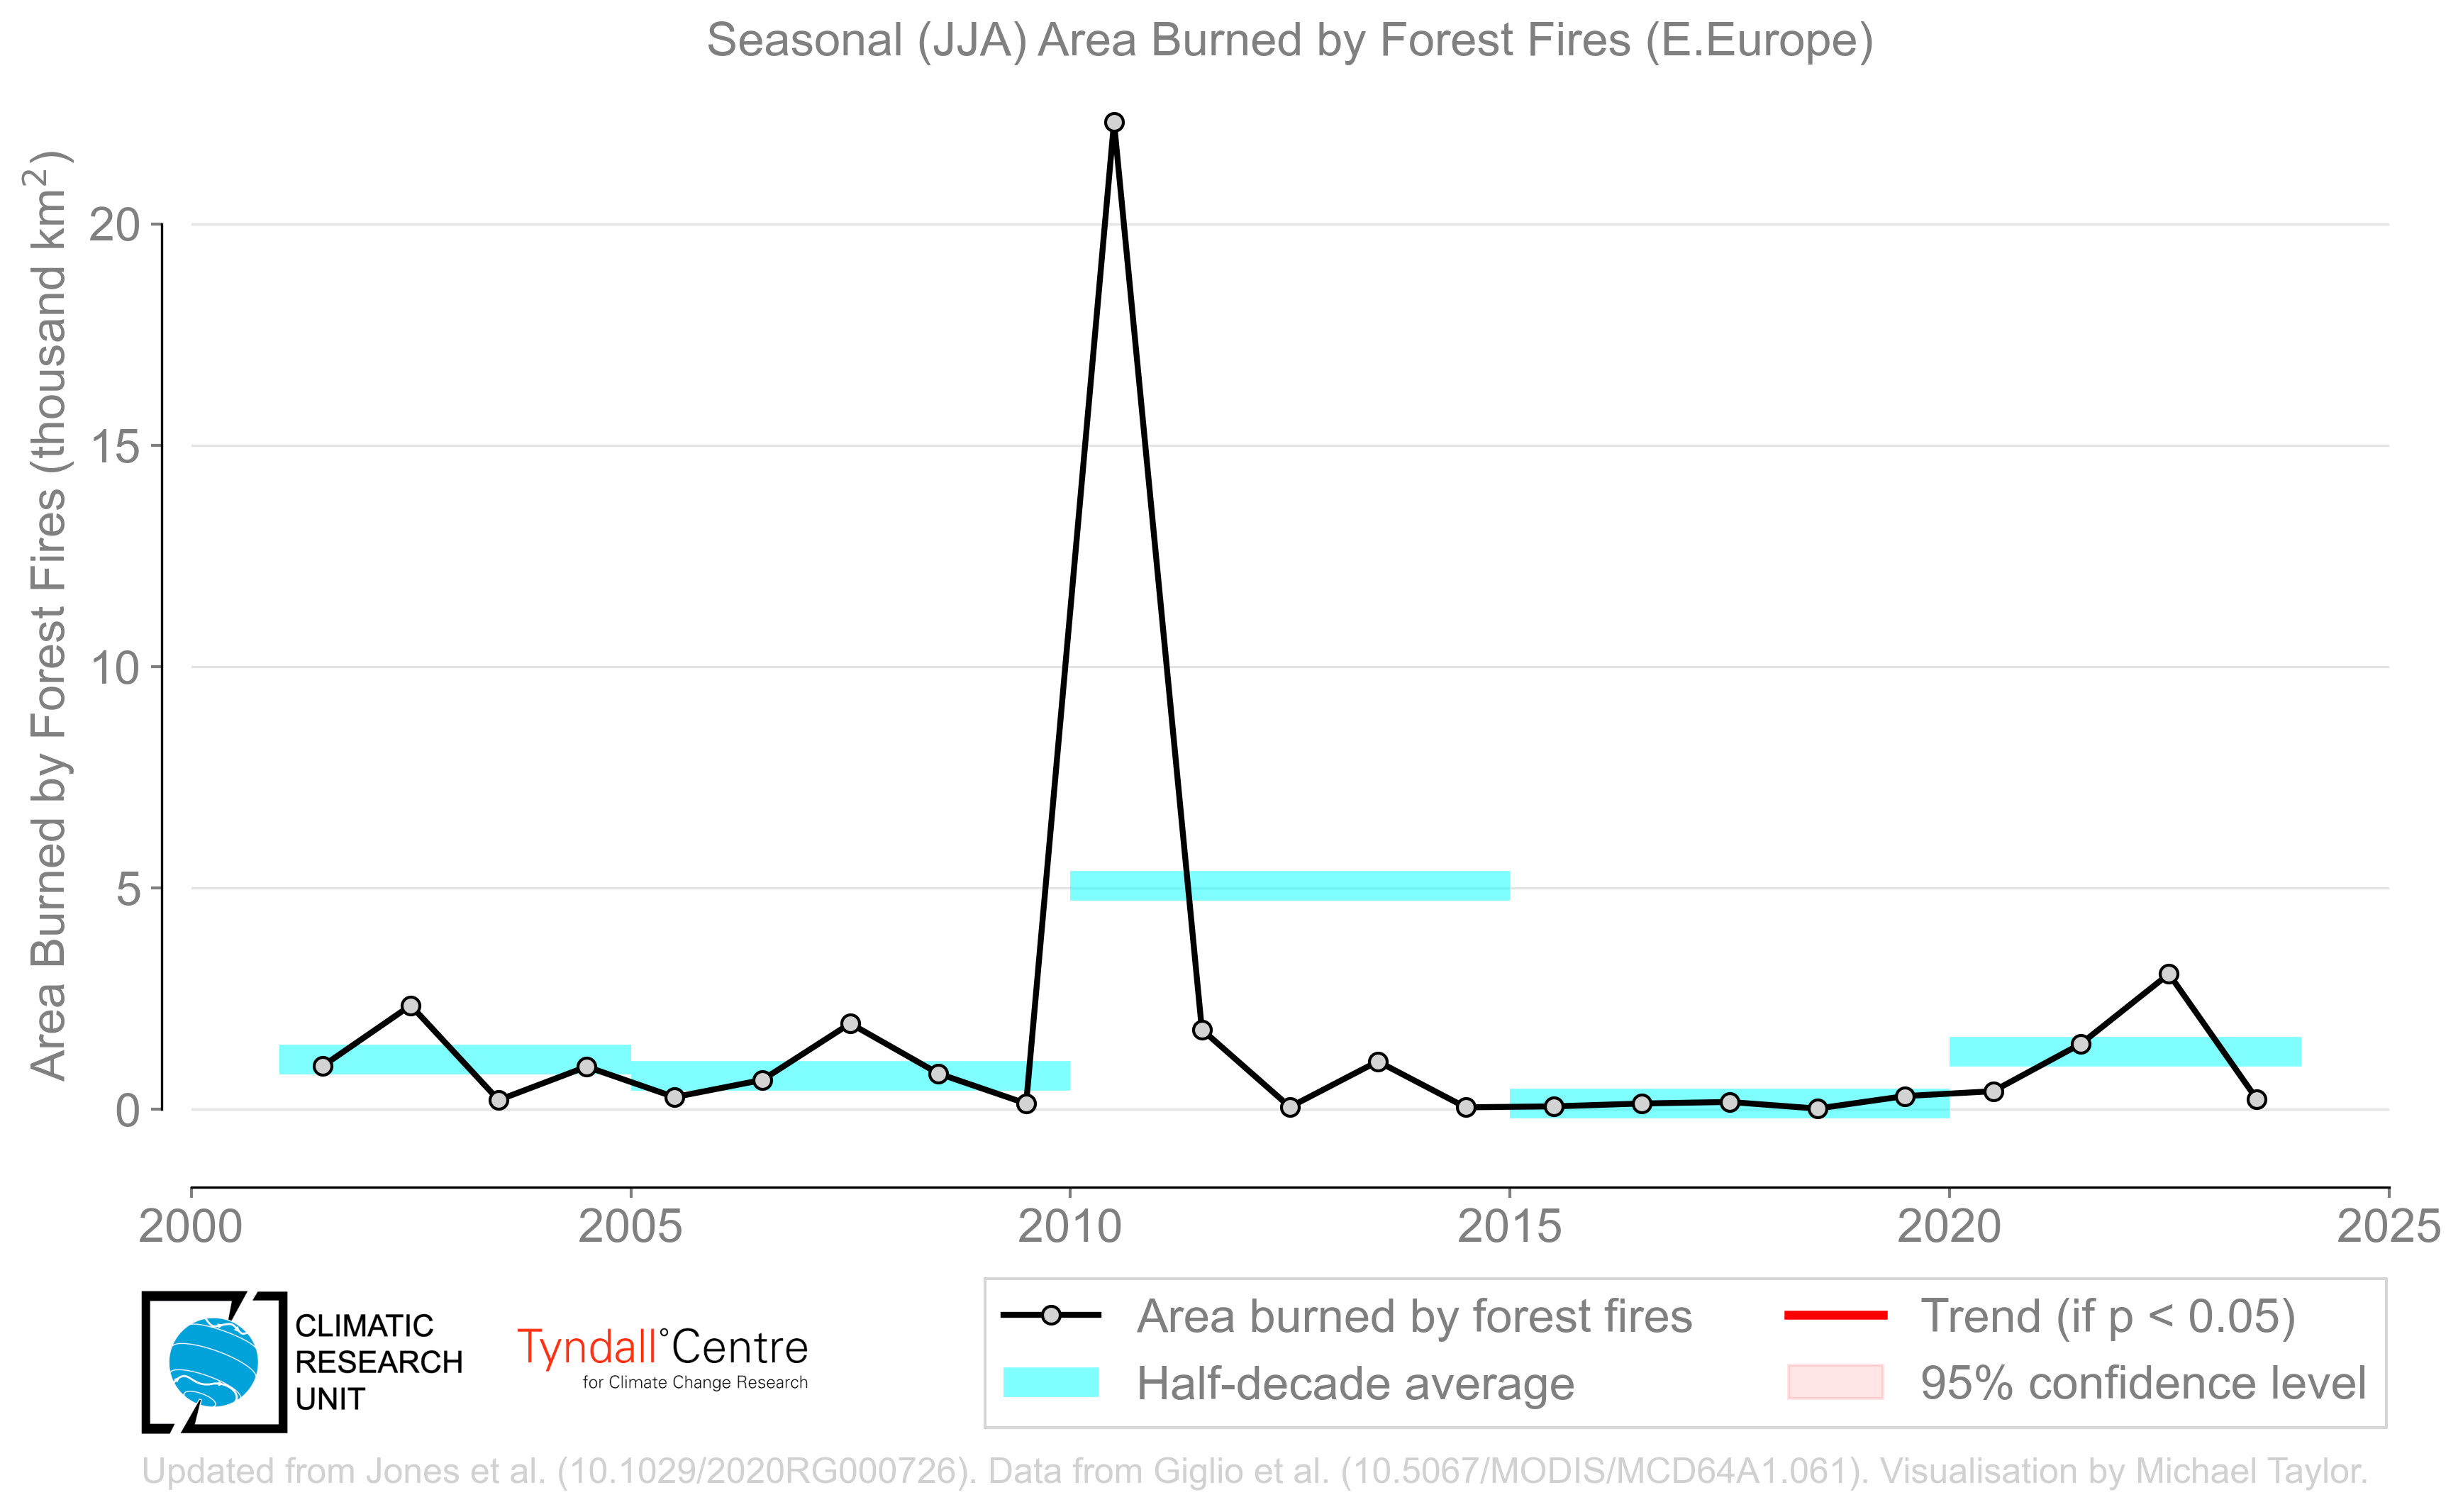 Seasonal (JJA) Area Burned by Forest Fires (E.Europe)
Area Burned by Forest Fires (thousand km²)
20
15
10
5
0
2000
2005
2010
2015
2020
2025
CLIMATIC
RESEARCH
UNIT
Tyndall°Centre
for Climate Change Research
Area burned by forest fires
Half-decade average
Trend (if p < 0.05)
95% confidence level
Updated from Jones et al. (10.1029/2020RG000726). Data from Giglio et al. (10.5067/MODIS/MCD64A1.061). Visualisation by Michael Taylor.